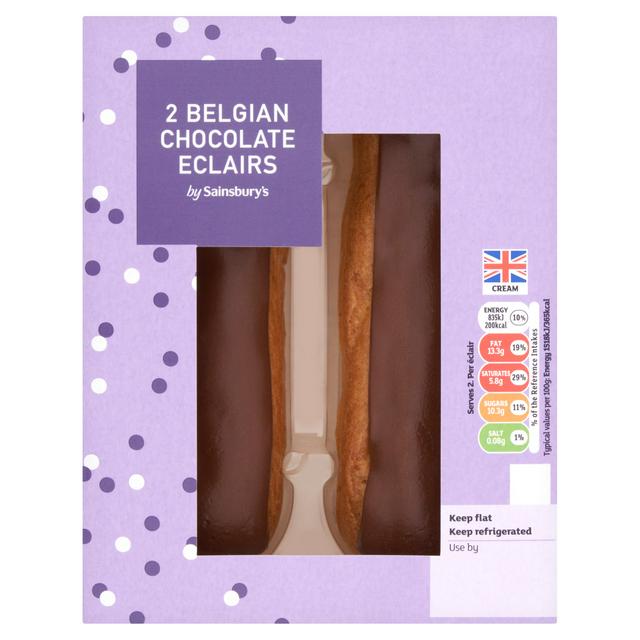 2 BELGIAN
CHOCOLATE
ECLAIRS
by Sainsbury's
CREAM
Serves 2. Per éclair
ENERGY
835kJ
200kcal
10%
FAT
13.3g
19%
SATURATES
5.8g
29%
SUGARS
10.3g
11%
SALT
0.08g
1%
% of the Reference Intakes
Typical values per 100g: Energy 1518kJ/365kcal
Keep flat
Keep refrigerated
Use by